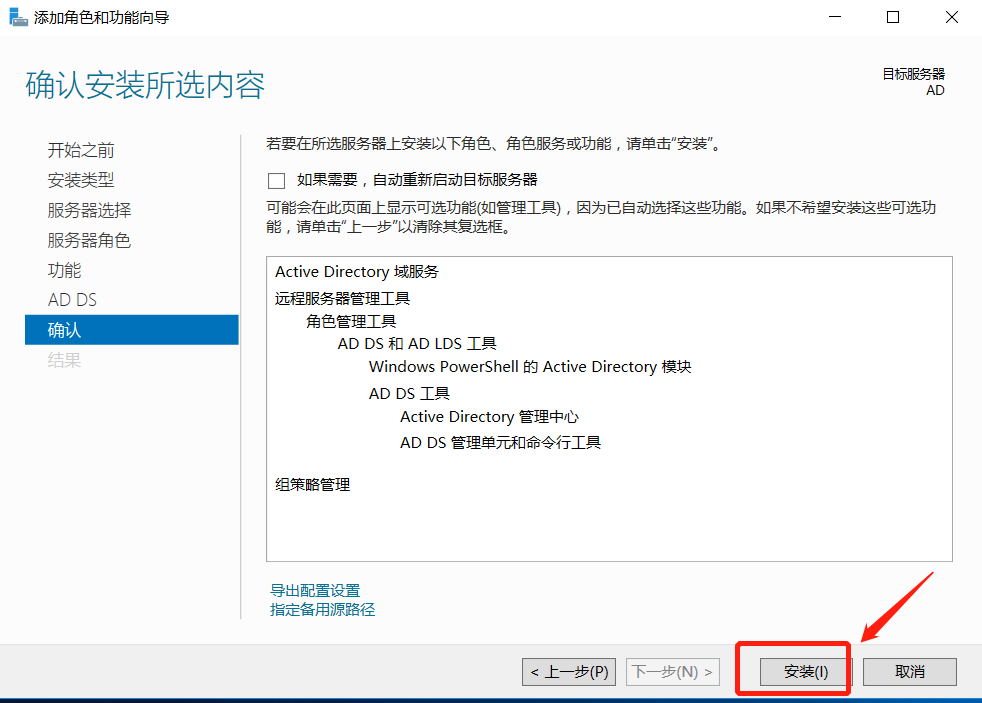 添加角色和功能向导
确认安装所选内容
目标服务器
AD
开始之前
安装类型
服务器选择
服务器角色
功能
AD DS
确认
结果
若要在所选服务器上安装以下角色、角色服务或功能，请单击“安装”。
如果需要，自动重新启动目标服务器
可能会在此页面上显示可选功能(如管理工具)，因为已自动选择这些功能。如果不希望安装这些可选功
能，请单击“上一步”以清除其复选框。
Active Directory 域服务
远程服务器管理工具
角色管理工具
AD DS 和 AD LDS 工具
Windows PowerShell 的 Active Directory 模块
AD DS 工具
Active Directory 管理中心
AD DS 管理单元和命令行工具
组策略管理
导出配置设置
指定备用源路径
< 上一步(P) 下一步(N) > 安装(I) 取消